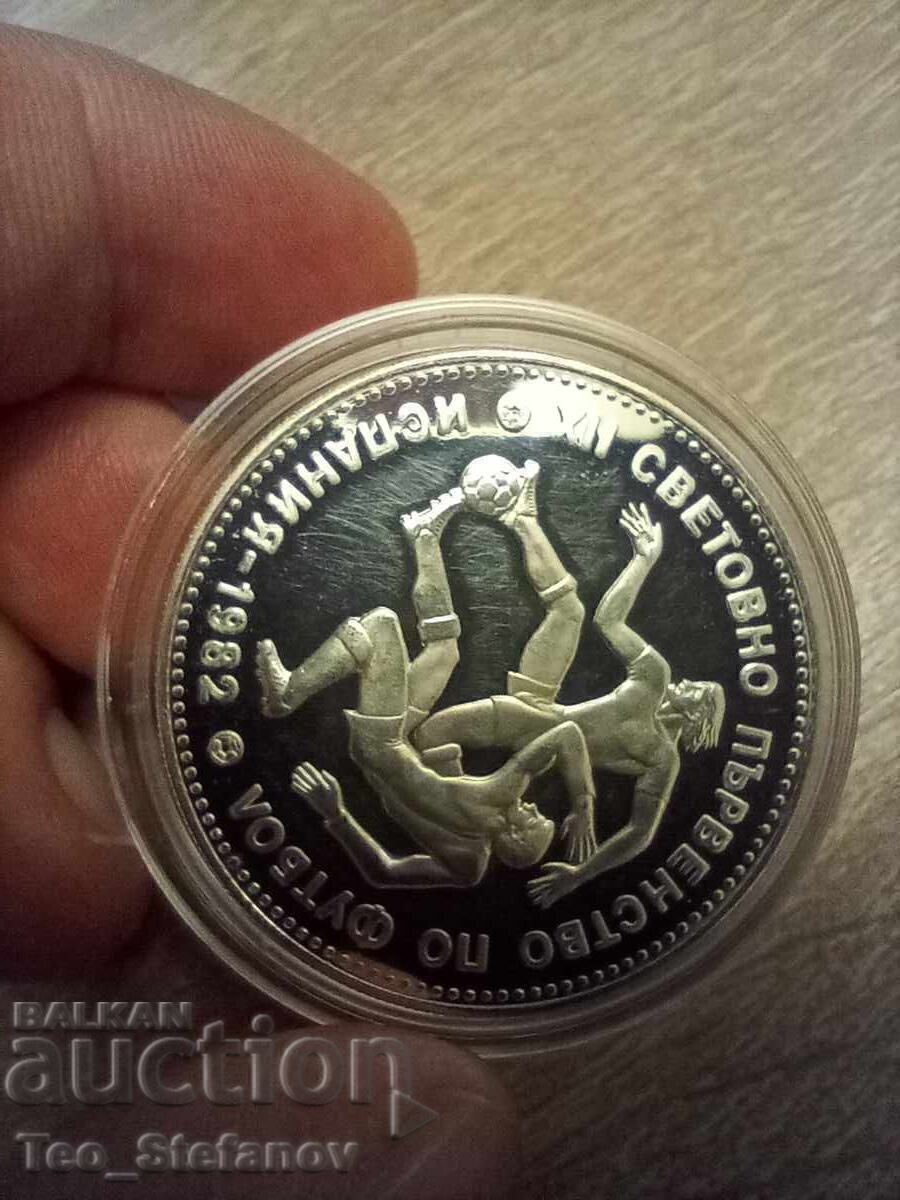 XII СВЕТОВНО ПЪРВЕНСТВО ПО ФУТБОЛ
ИСПАНИЯ-1982
BALKAN
auction
Teo_Stefanov